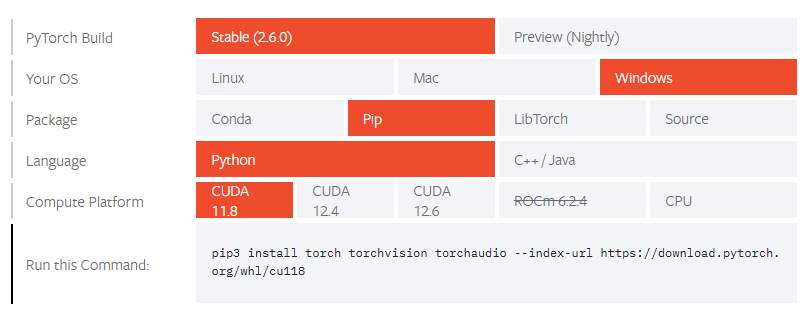 PyTorch Build
Stable (2.6.0)
Preview (Nightly)
Your OS
Linux
Mac
Windows
Package
Conda
Pip
LibTorch
Source
Language
Python
C++ / Java
Compute Platform
CUDA
11.8
CUDA
12.4
CUDA
12.6
ROCm 6.2.4
CPU
Run this Command:
pip3 install torch torchvision torchaudio --index-url https://download.pytorch.
org/whl/cu118